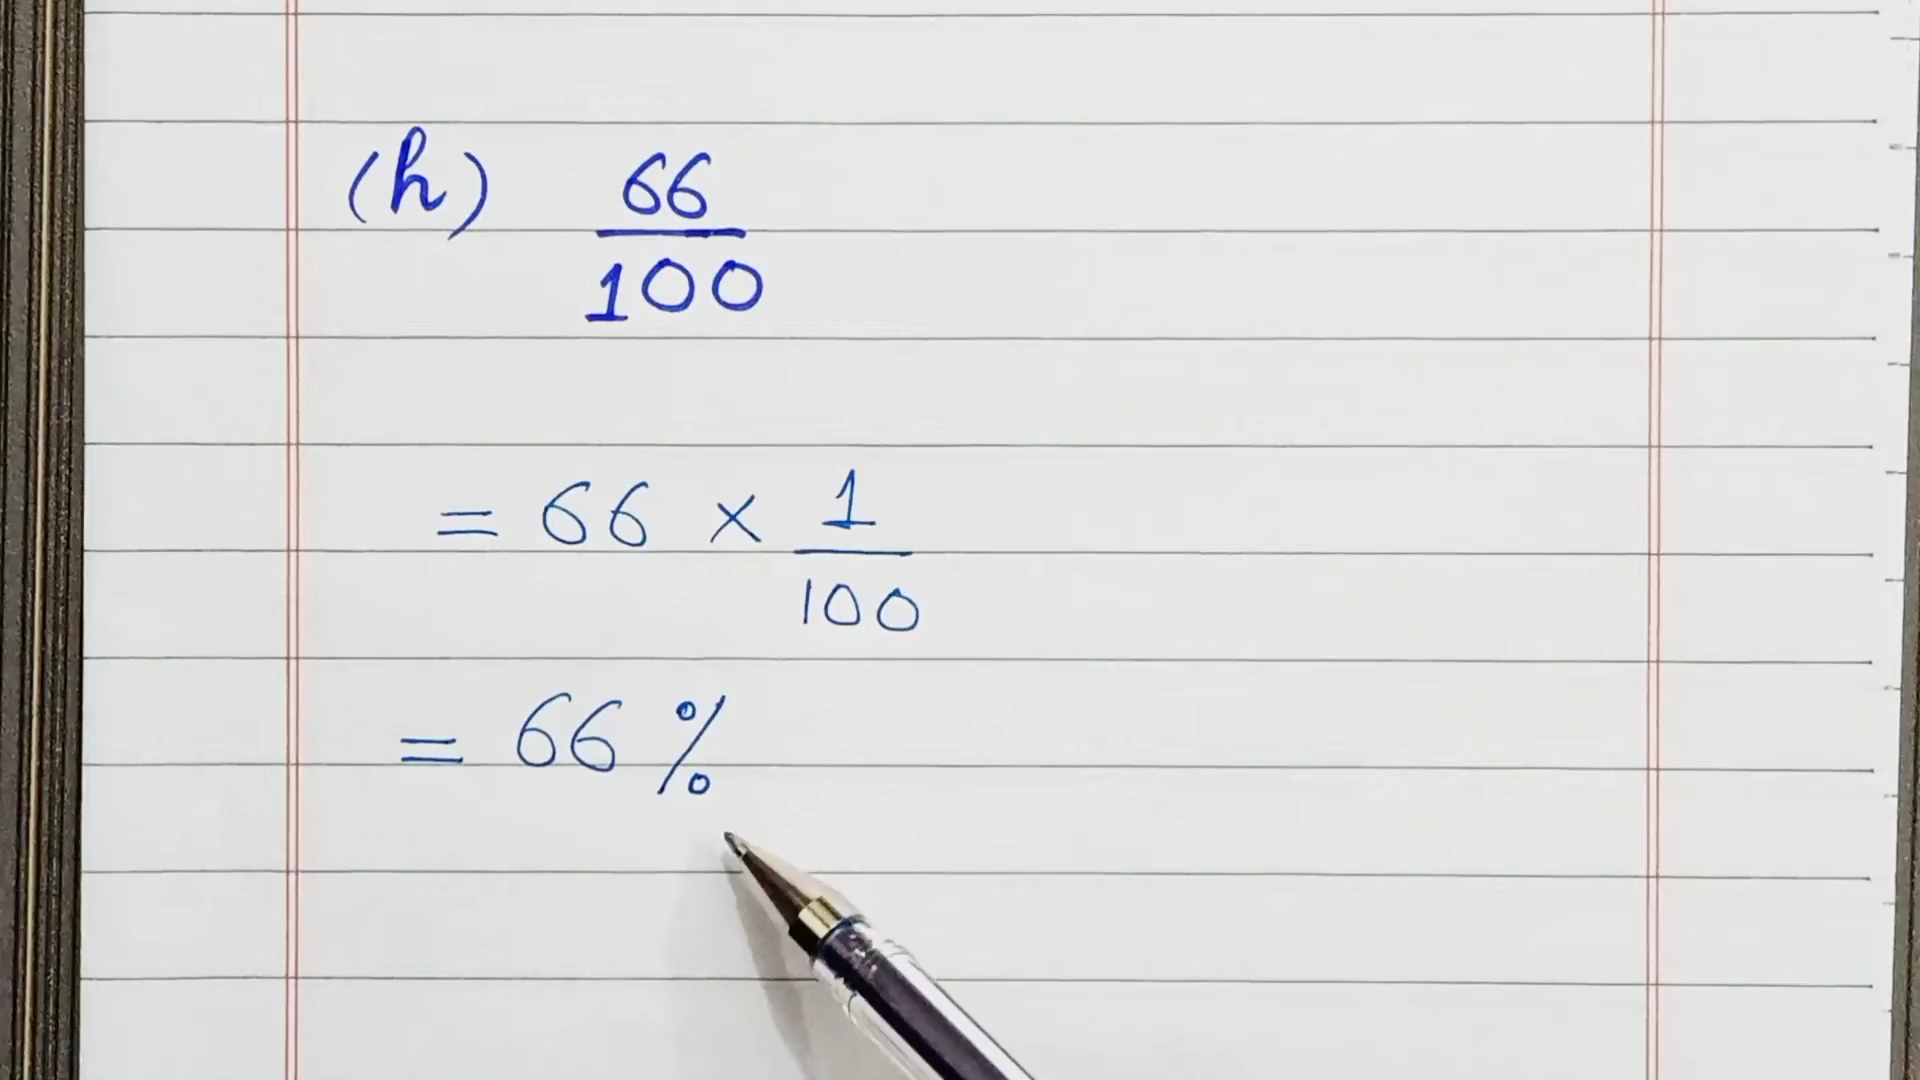 (h) 66/100
= 66 × 1/100
= 66 %